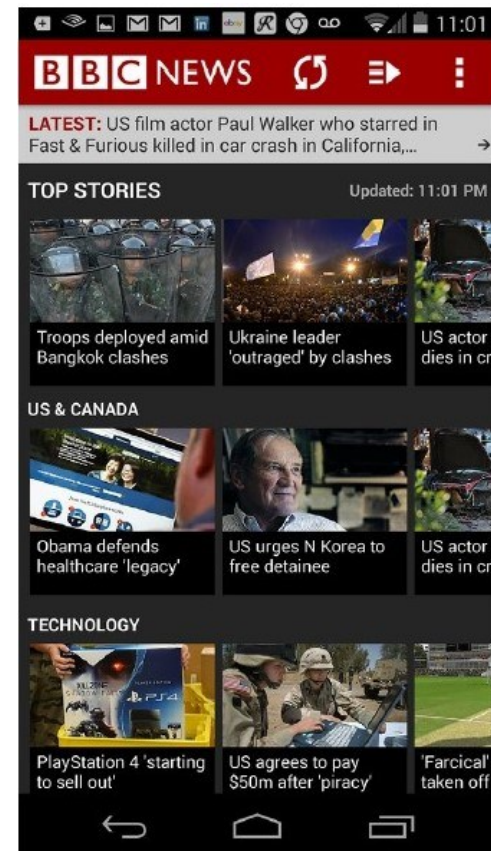 11:01
BBC NEWS
LATEST: US film actor Paul Walker who starred in
Fast & Furious killed in car crash in California,...
TOP STORIES
Updated: 11:01 PM
Troops deployed amid
Bangkok clashes
Ukraine leader
'outraged' by clashes
US actor
dies in cr
US & CANADA
Obama defends
healthcare 'legacy'
US urges N Korea to
free detainee
US actor
dies in cr
TECHNOLOGY
PS4
PlayStation 4 'starting
to sell out'
US agrees to pay
$50m after 'piracy'
'Farcical'
taken off